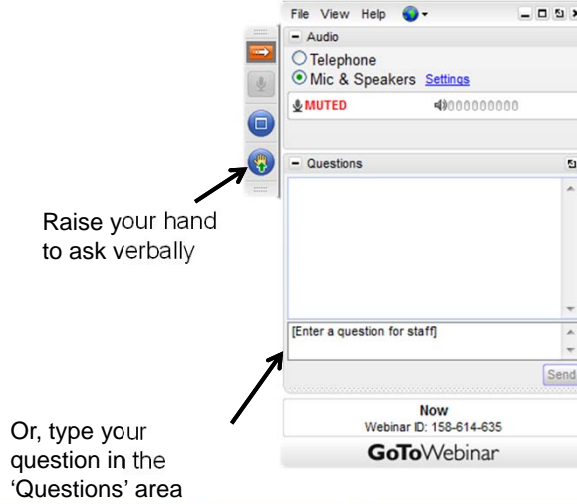 File View Help
Audio
Telephone
Mic & Speakers Settings
MUTED
Questions
Raise your hand
to ask verbally
[Enter a question for staff]
Send
Now
Webinar ID: 158-614-635
GoToWebinar
Or, type your
question in the
‘Questions’ area